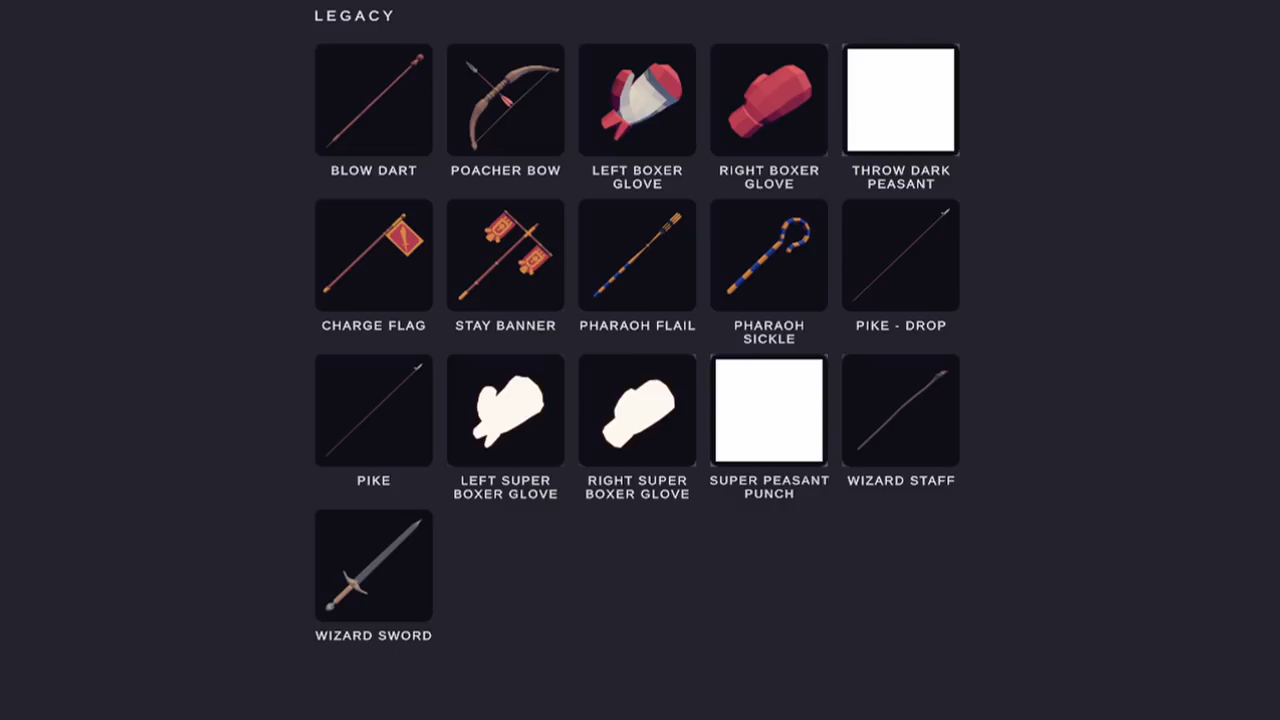 LEGACY
BLOW DART
POACHER BOW
LEFT BOXER
GLOVE
RIGHT BOXER
GLOVE
THROW DARK
PEASANT
CHARGE FLAG
STAY BANNER
PHARAOH FLAIL
PHARAOH
SICKLE
PIKE - DROP
PIKE
LEFT SUPER
BOXER GLOVE
RIGHT SUPER
BOXER GLOVE
SUPER PEASANT
PUNCH
WIZARD STAFF
WIZARD SWORD